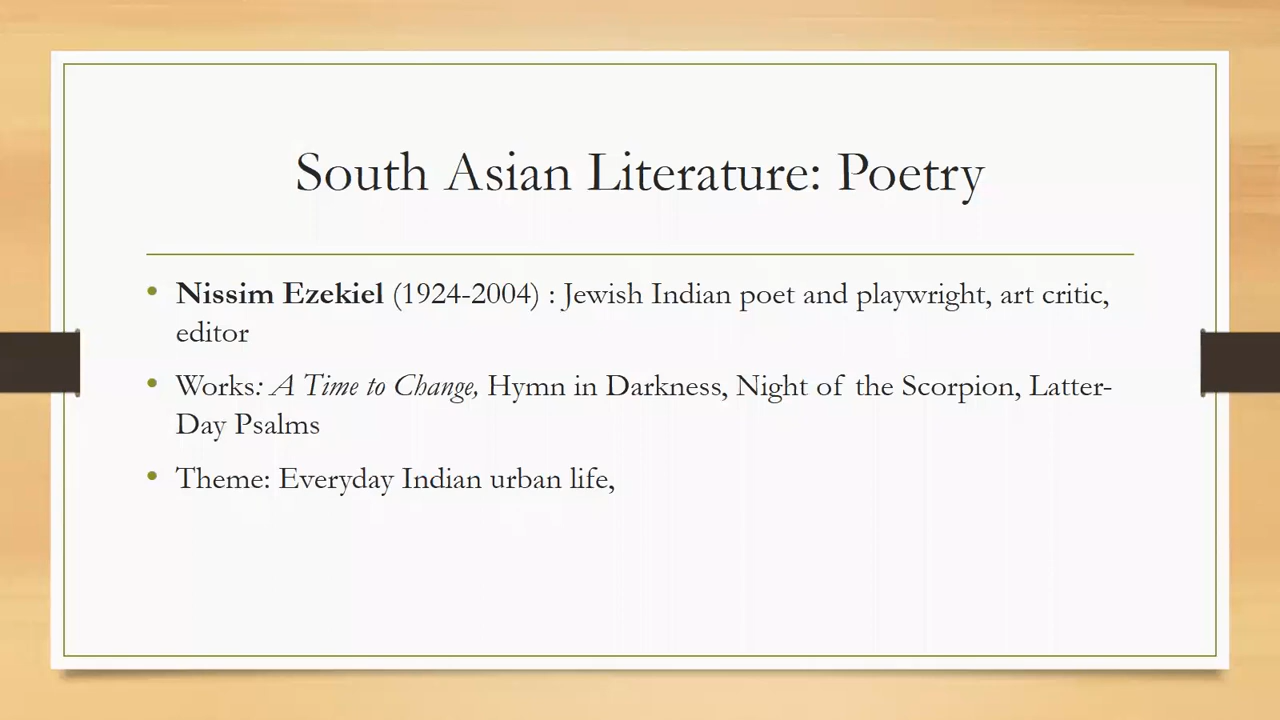 South Asian Literature: Poetry
• Nissim Ezekiel (1924-2004) : Jewish Indian poet and playwright, art critic,
editor
• Works: A Time to Change, Hymn in Darkness, Night of the Scorpion, Latter-
Day Psalms
• Theme: Everyday Indian urban life,